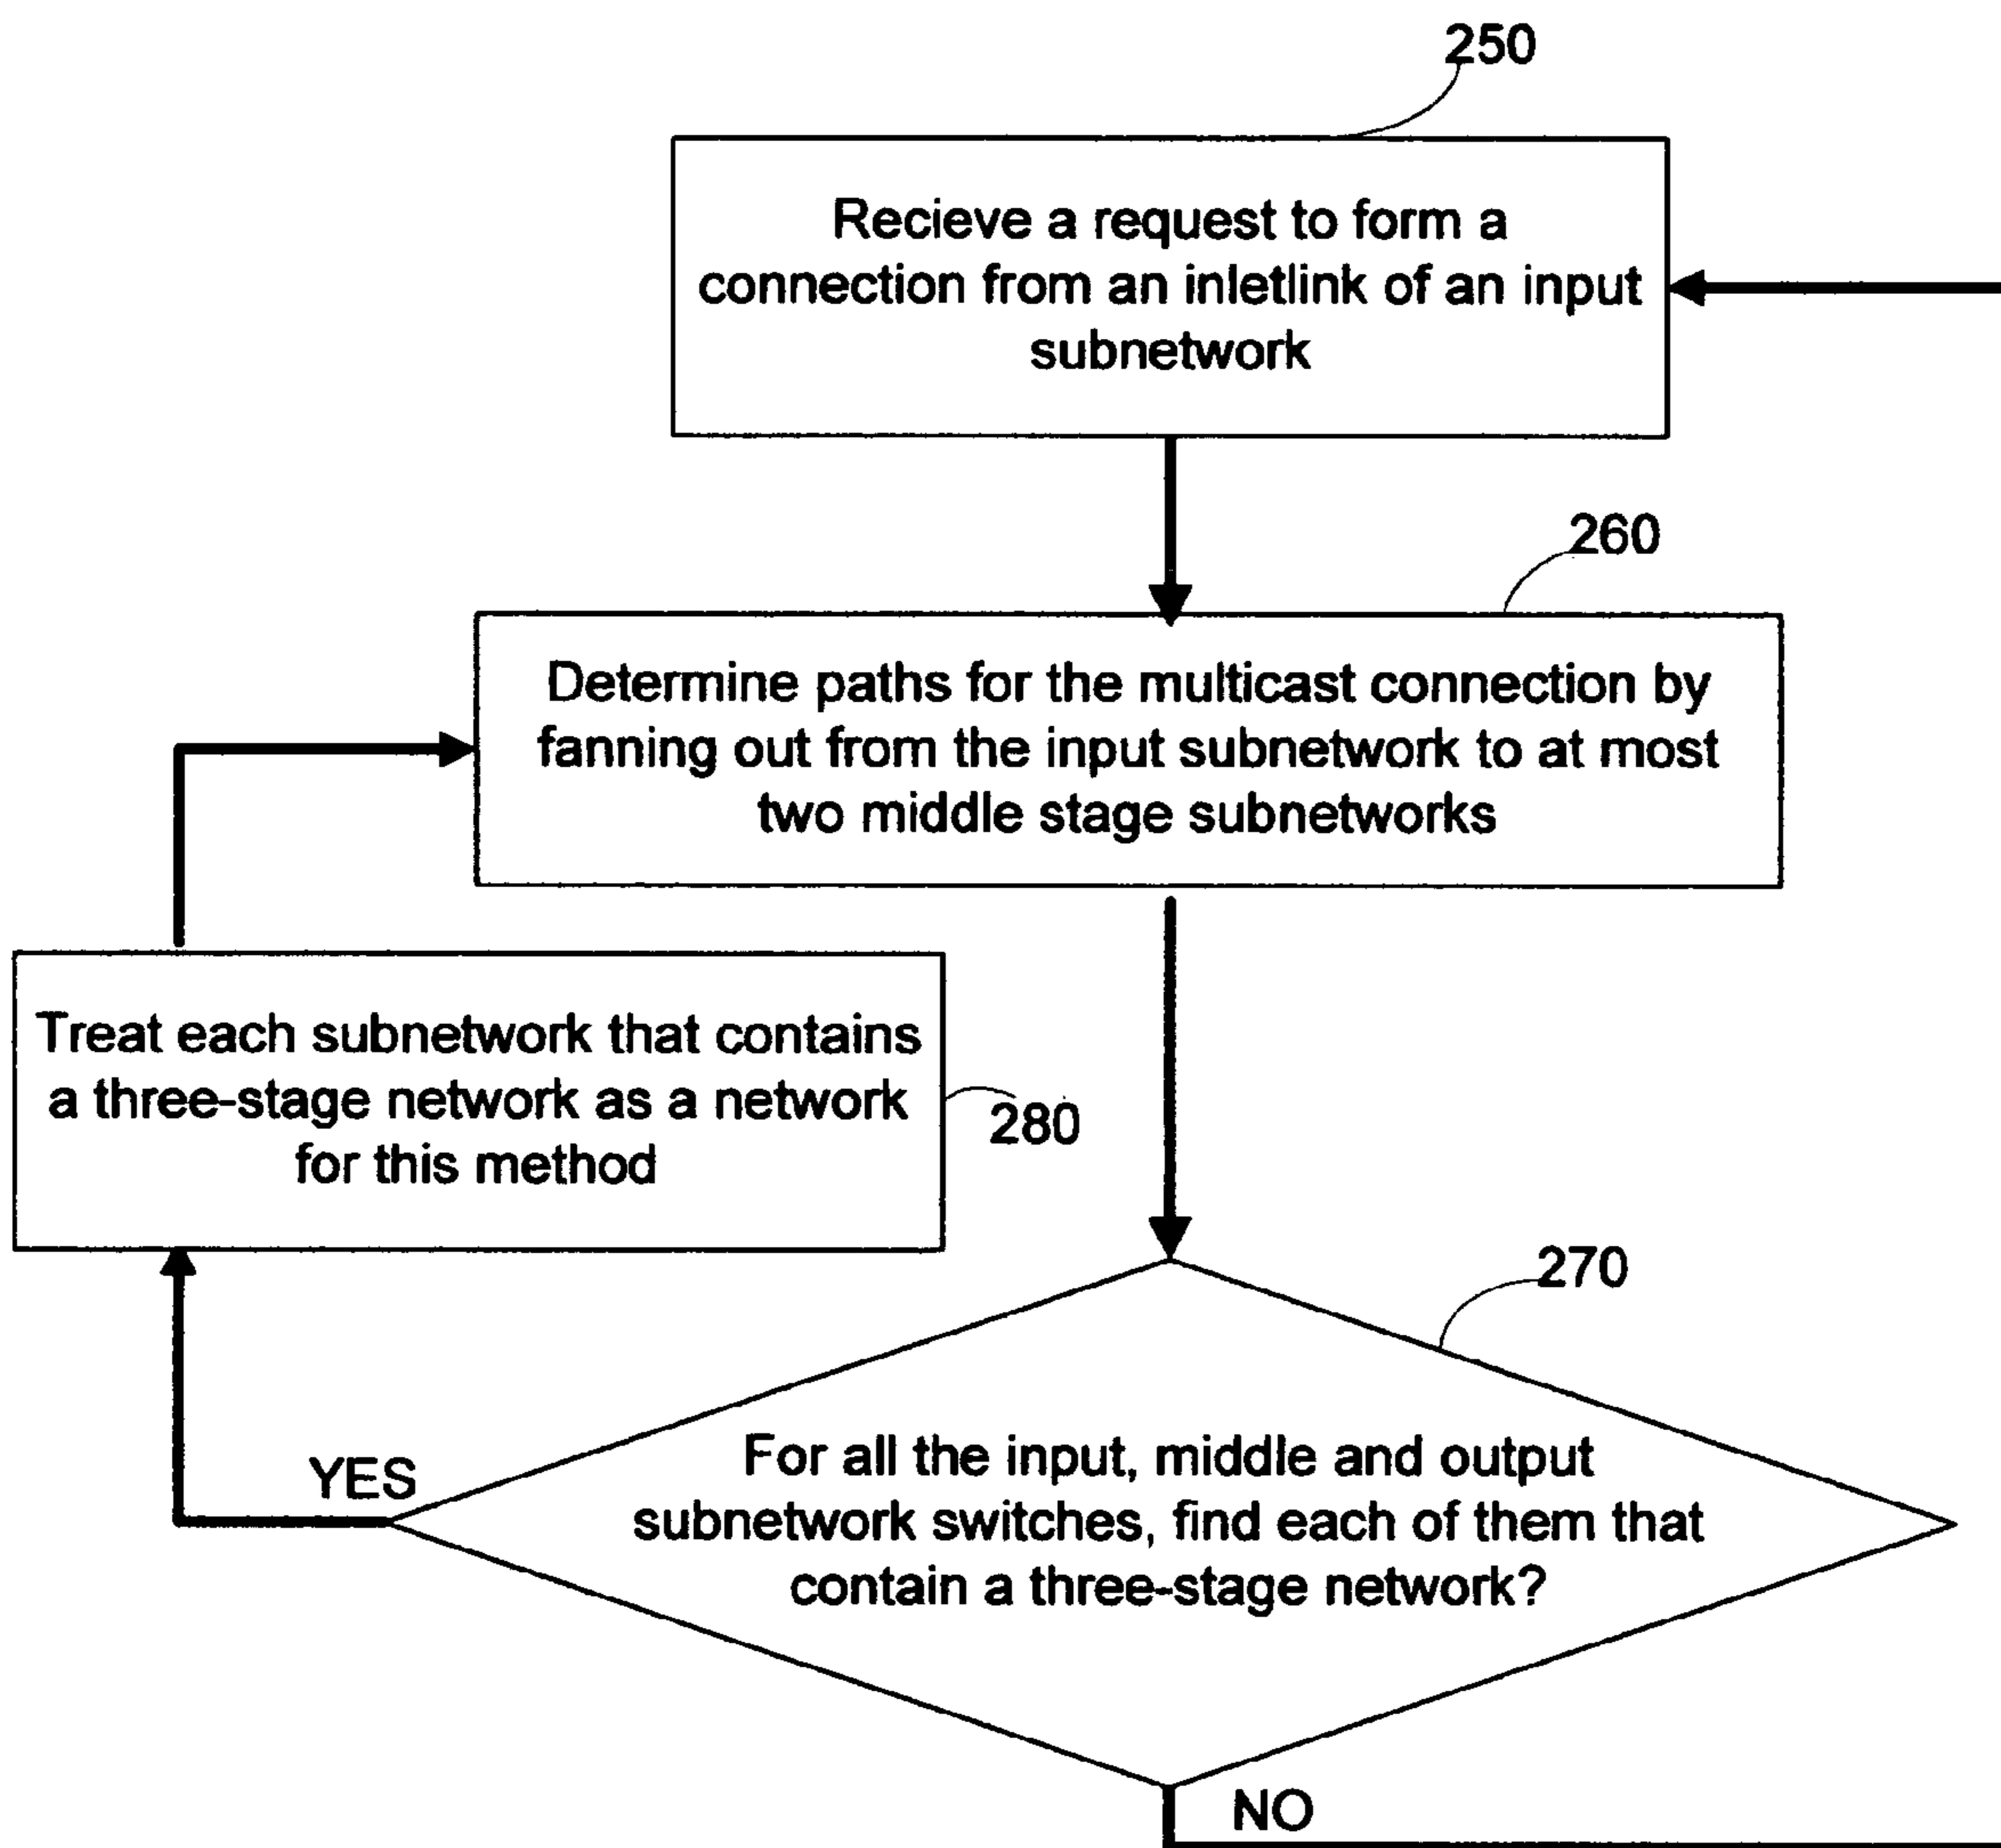 250
Recieve a request to form a
connection from an inletlink of an input
subnetwork
260
Determine paths for the multicast connection by
fanning out from the input subnetwork to at most
two middle stage subnetworks
Treat each subnetwork that contains
a three-stage network as a network
for this method
280
270
For all the input, middle and output
subnetwork switches, find each of them that
contain a three-stage network?
YES
NO